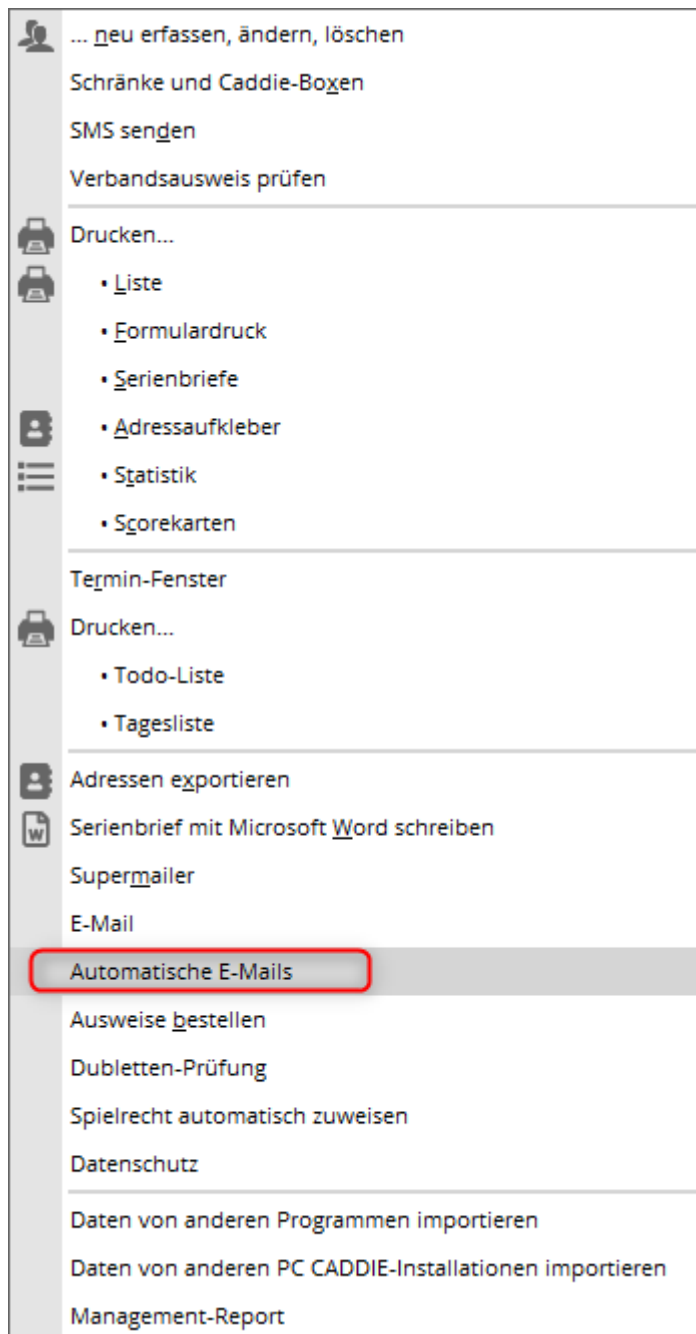 ... neu erfassen, ändern, löschen
Schränke und Caddie-Boxen
SMS senden
Verbandsausweis prüfen
Drucken...
• Liste
• Formulardruck
• Serienbriefe
• Adressaufkleber
• Statistik
• Scorekarten
Termin-Fenster
Drucken...
• Todo-Liste
• Tagesliste
Adressen exportieren
Serienbrief mit Microsoft Word schreiben
Supermailer
E-Mail
Automatische E-Mails
Ausweise bestellen
Dubletten-Prüfung
Spielrecht automatisch zuweisen
Datenschutz
Daten von anderen Programmen importieren
Daten von anderen PC CADDIE-Installationen importieren
Management-Report